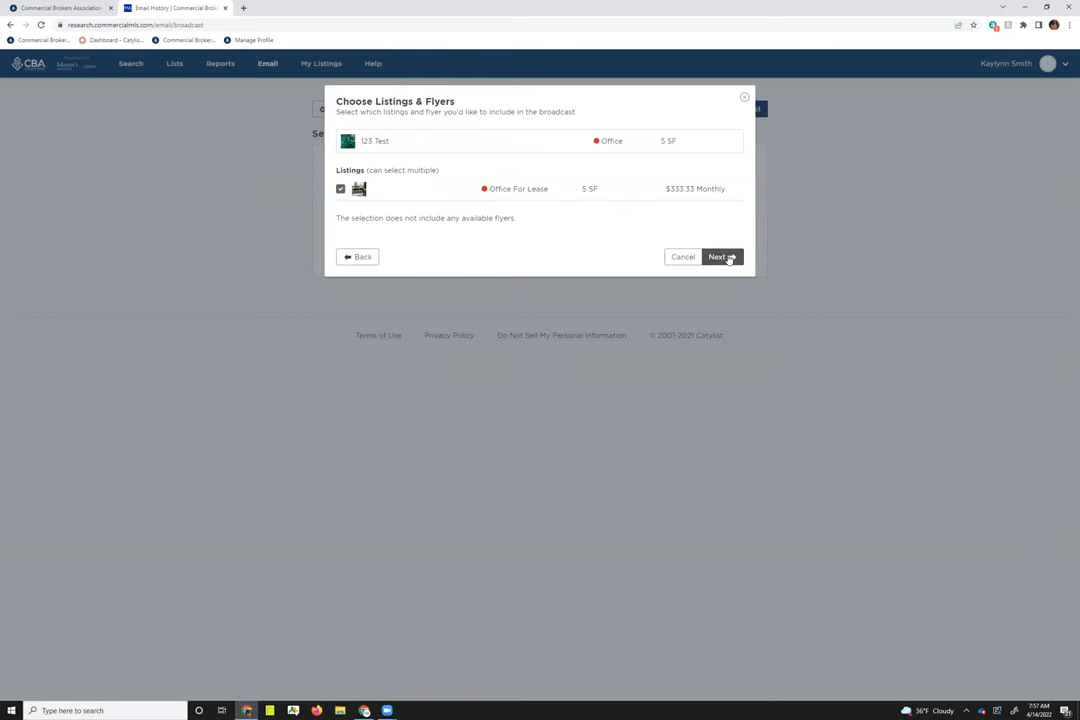 Commercial Brokers Association
Email History | Commercial Brok
research.commercialmls.com/email/broadcast
Commercial Broker...
Dashboard - Catylis...
Commercial Broker...
Manage Profile
CBA
Search
Lists
Reports
Email
My Listings
Help
Kaylynn Smith
Choose Listings & Flyers
Select which listings and flyer you'd like to include in the broadcast.
123 Test
Office
5 SF
Listings (can select multiple)
Office For Lease
5 SF
$333.33 Monthly
The selection does not include any available flyers.
Back
Cancel
Next
Terms of Use
Privacy Policy
Do Not Sell My Personal Information
© 2001-2021 Catylist
Type here to search
36°F Cloudy
7:57 AM
4/14/2022